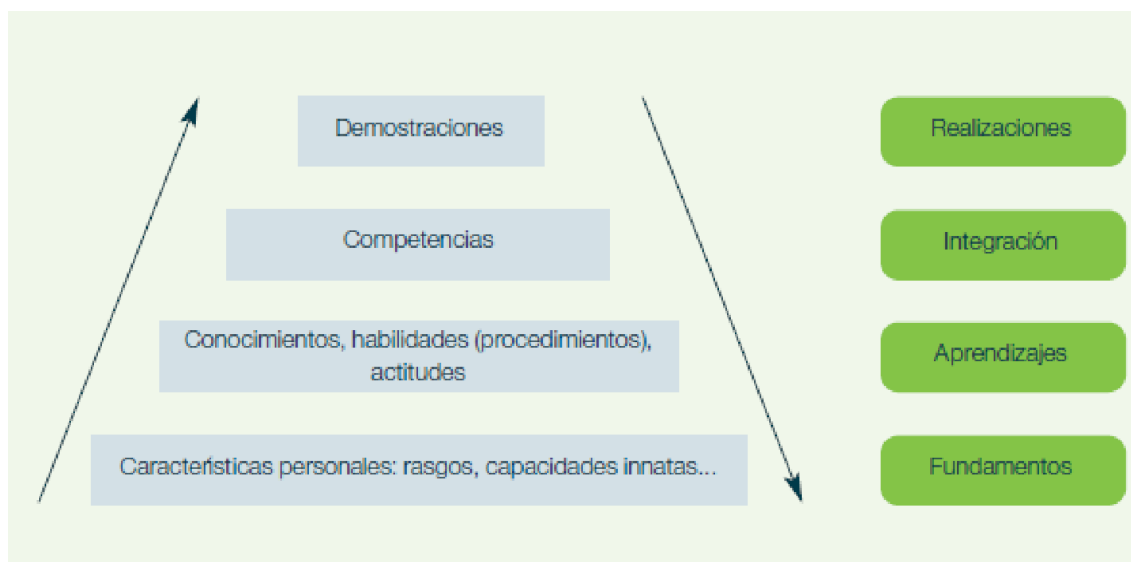 Demostraciones
Realizaciones
Competencias
Integración
Conocimientos, habilidades (procedimientos),
actitudes
Aprendizajes
Características personales: rasgos, capacidades innatas...
Fundamentos